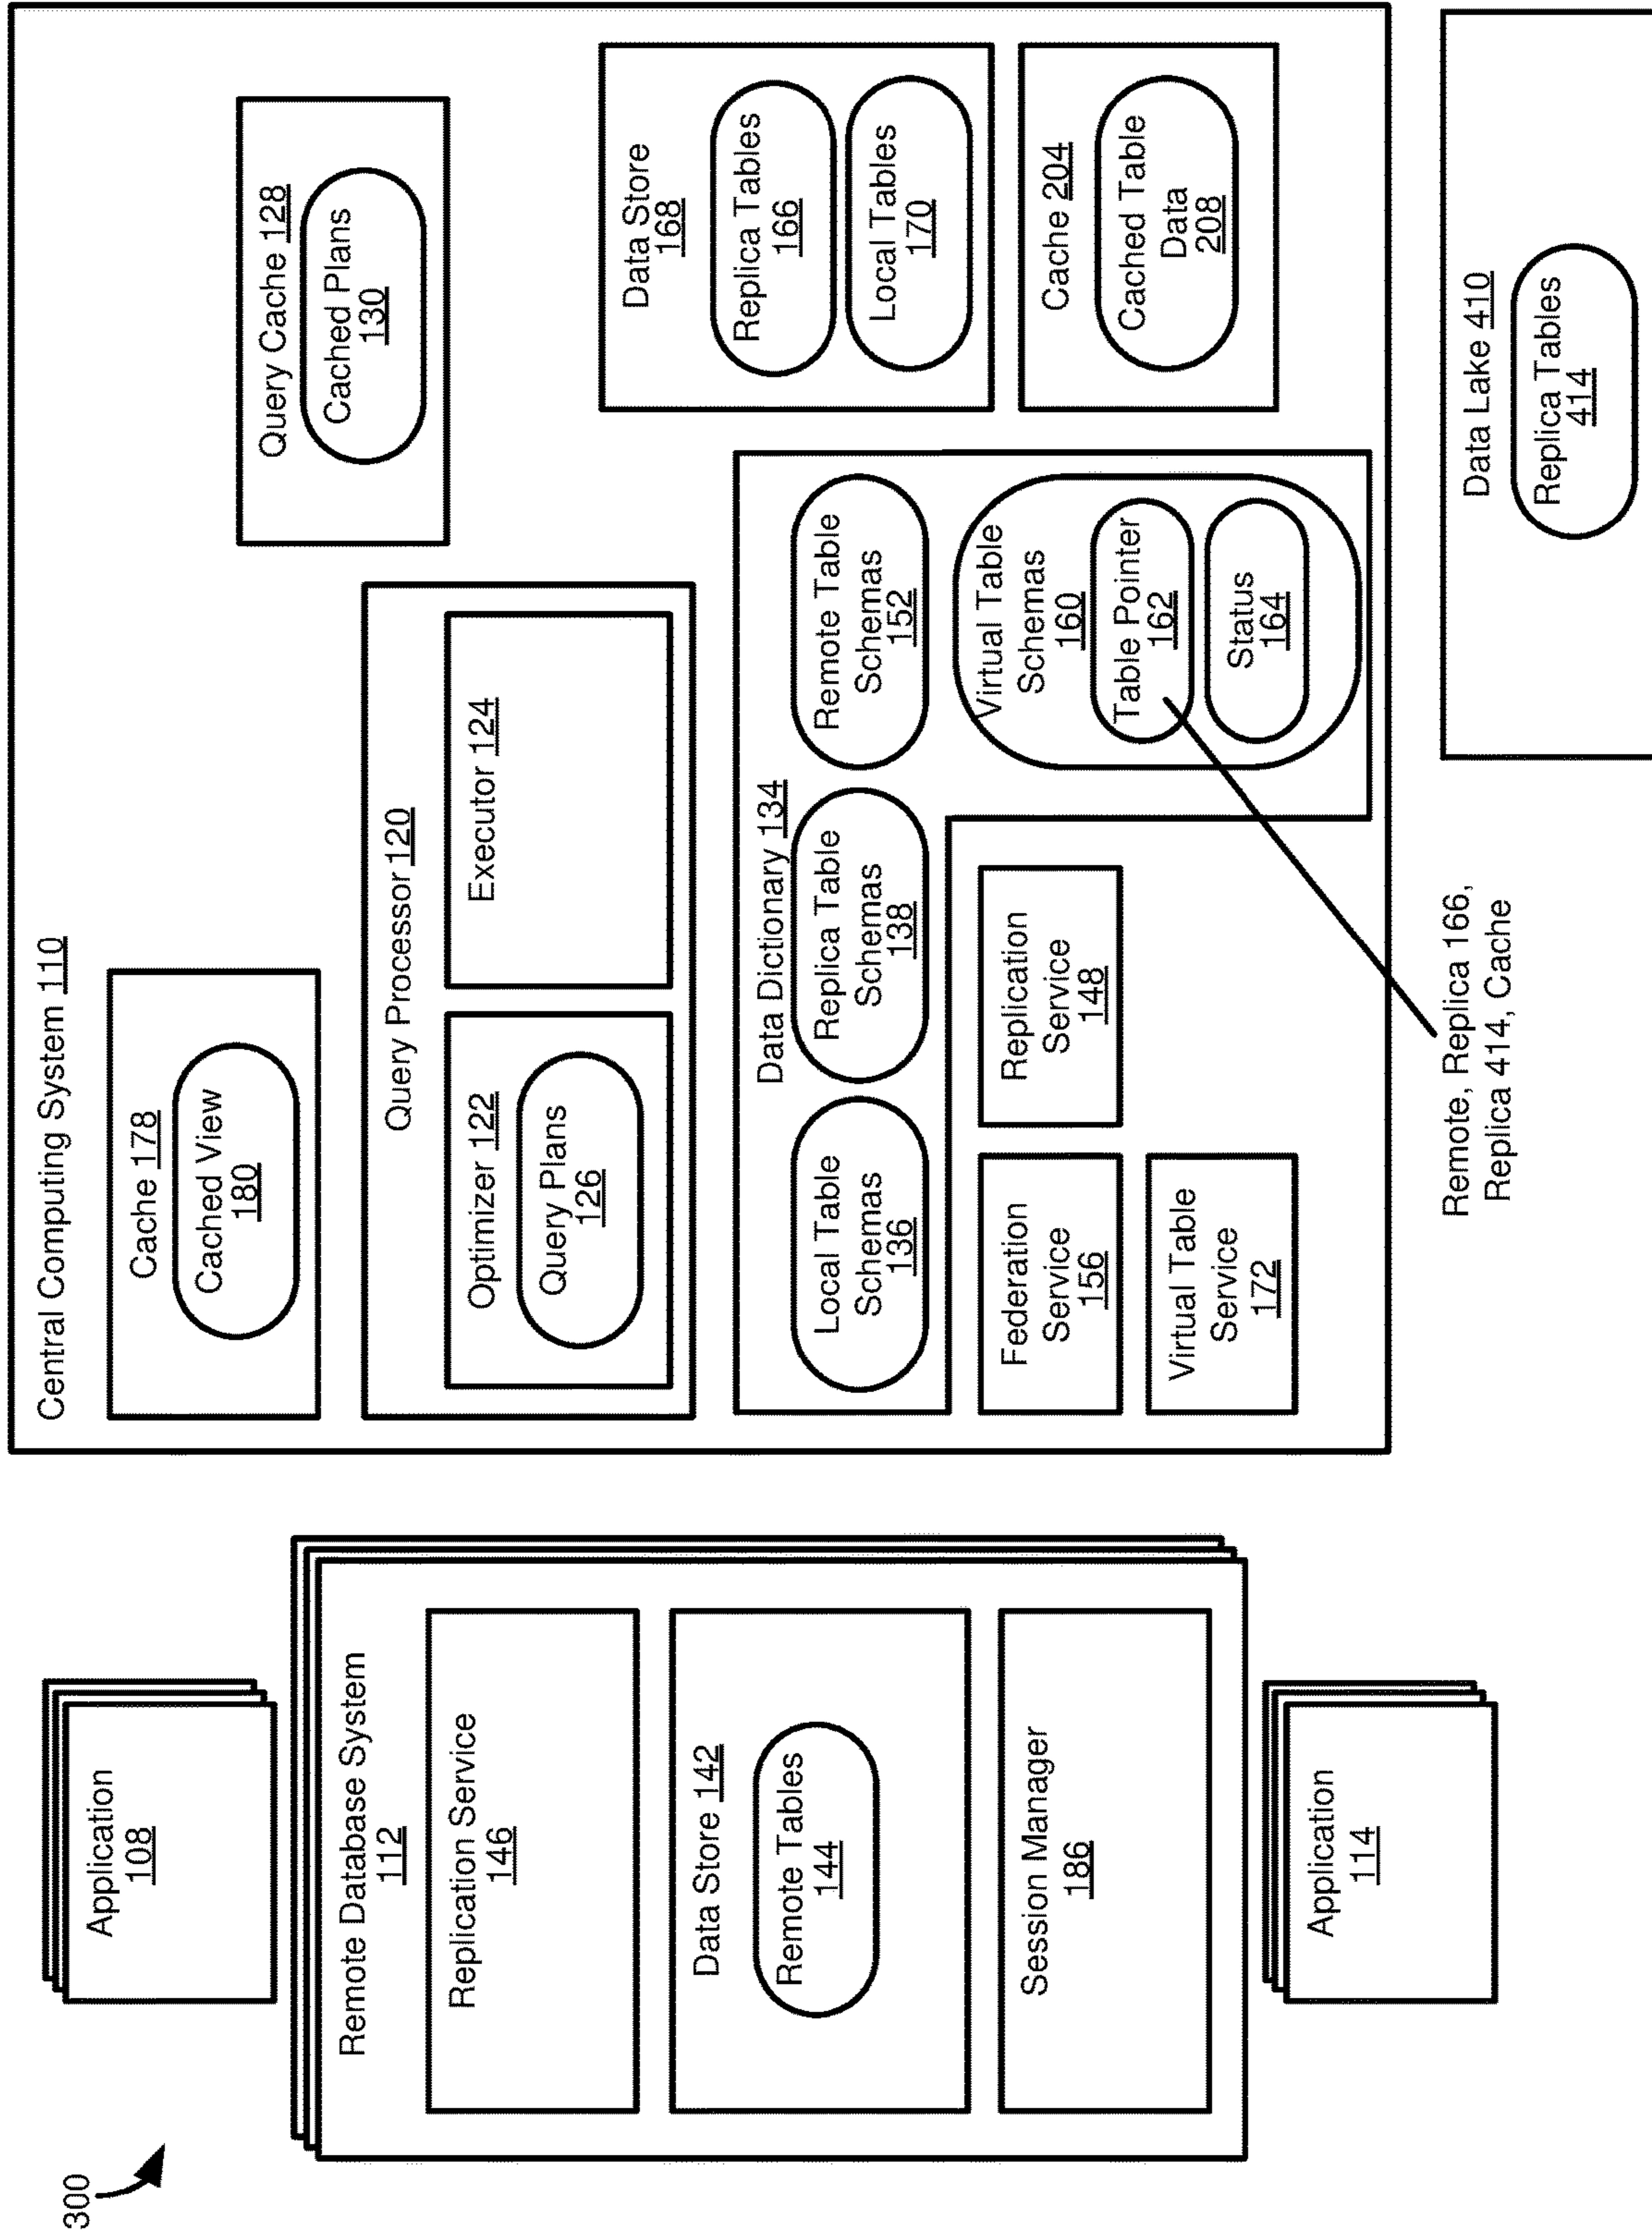 300
Application
108
Remote Database System
112
Replication Service
146
Data Store 142
Remote Tables
144
Session Manager
186
Application
114
Central Computing System 110
Cache 178
Cached View
180
Query Cache 128
Cached Plans
130
Query Processor 120
Optimizer 122
Query Plans
126
Executor 124
Data Store
168
Replica Tables
166
Local Tables
170
Data Dictionary 134
Local Table
Schemas
136
Replica Table
Schemas
138
Remote Table
Schemas
152
Virtual Table
Schemas
160
Table Pointer
162
Status
164
Cache 204
Cached Table
Data
208
Federation
Service
156
Replication
Service
148
Virtual Table
Service
172
Remote, Replica 166,
Replica 414, Cache
Data Lake 410
Replica Tables
414